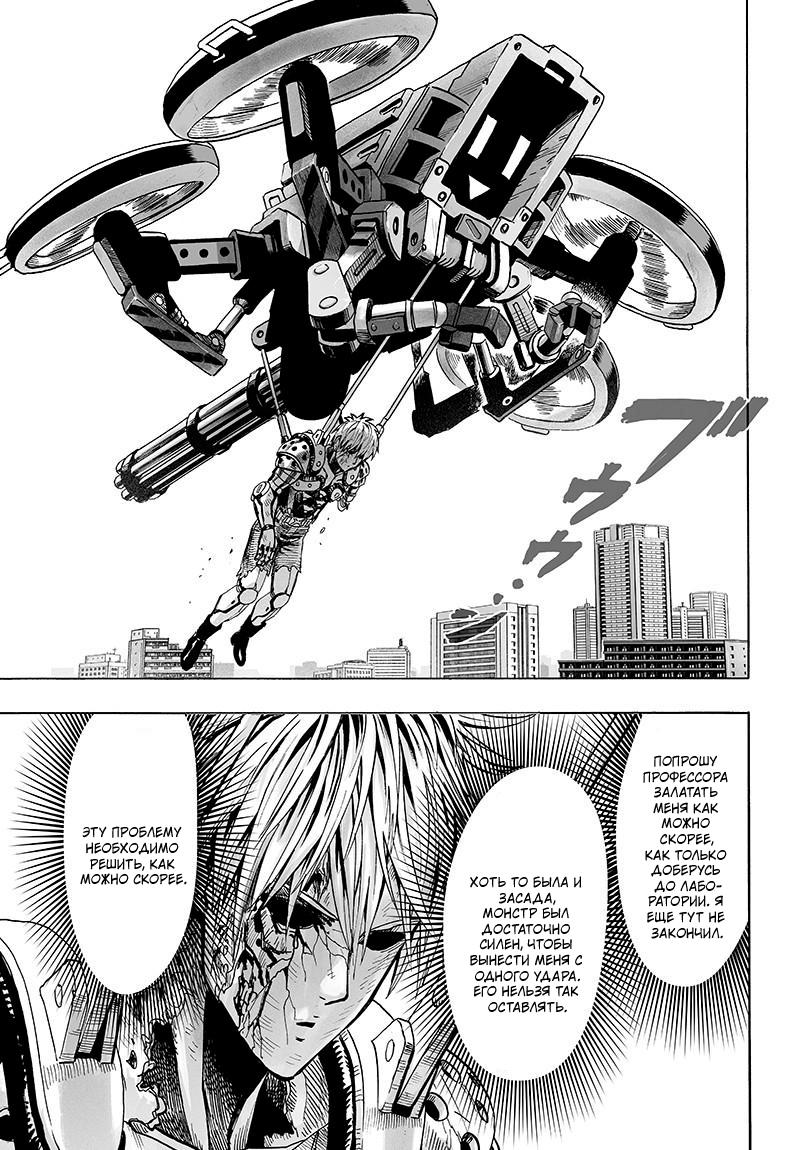 ブゥゥ…
ПОПРОШУ
ПРОФЕССОРА
ЗАЛАТАТЬ
МЕНЯ КАК
МОЖНО
СКОРЕЕ,
КАК ТОЛЬКО
ДОБЕРУСЬ
ДО ЛАБО-
РАТОРИИ. Я
ЕЩЕ ТУТ НЕ
ЗАКОНЧИЛ.
ХОТЬ ТО БЫЛА И
ЗАСАДА,
МОНСТР БЫЛ
ДОСТАТОЧНО
СИЛЕН, ЧТОБЫ
ВЫНЕСТИ МЕНЯ С
ОДНОГО УДАРА.
ЕГО НЕЛЬЗЯ ТАК
ОСТАВЛЯТЬ.
ЭТУ ПРОБЛЕМУ
НЕОБХОДИМО
РЕШИТЬ, КАК
МОЖНО СКОРЕЕ.